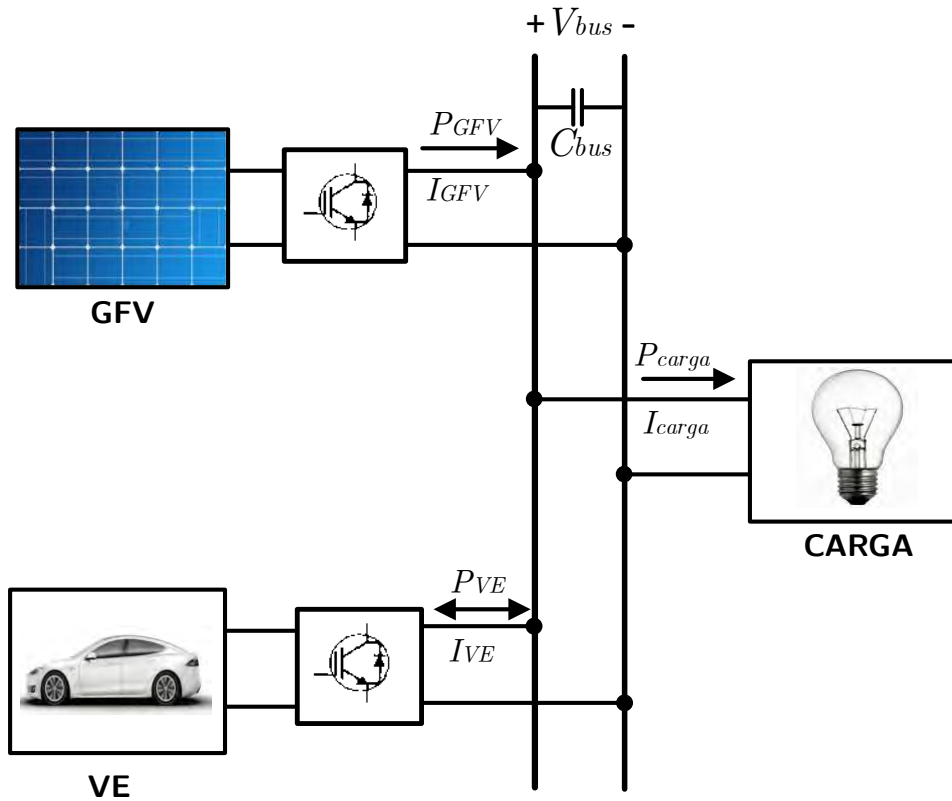 + Vbus -
Cbus
PGFV
IGFV
GFV
Pcarga
Icarga
CARGA
PVE
IVE
VE